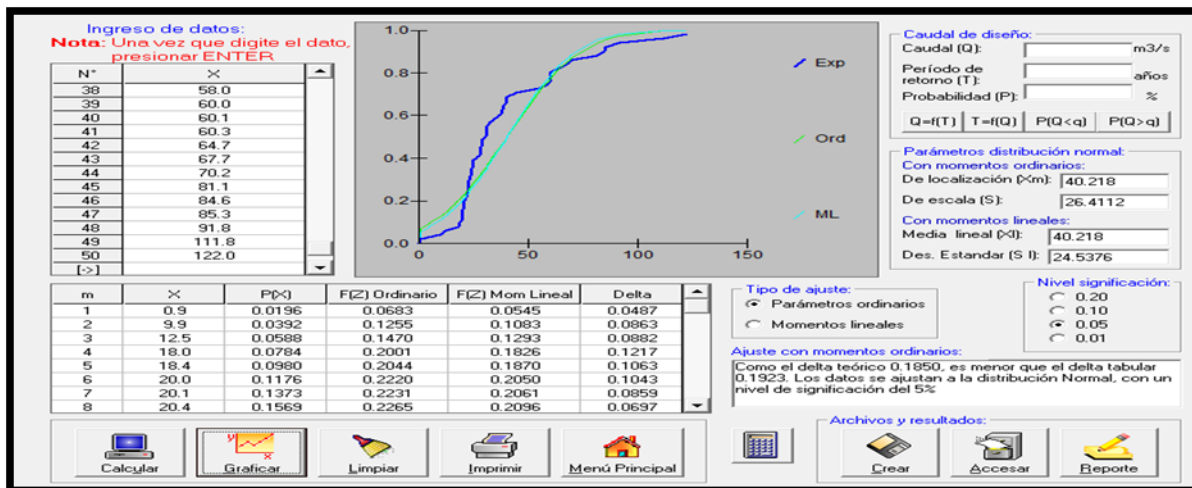 Ingreso de datos:
Nota: Una vez que digite el dato,
presionar ENTER
N° X
38 58.0
39 60.0
40 60.1
41 60.3
42 64.7
43 67.7
44 70.2
45 81.1
46 84.6
47 85.3
48 91.8
49 111.8
50 122.0
[->]
1.0
0.8
0.6
0.4
0.2
0.0
0 50 100 150
Exp
Ord
ML
Caudal de diseño:
Caudal (Q): m3/s
Período de
retorno (T): años
Probabilidad (P): %
Q=f(T) T=f(Q) P(Q<q) P(Q>q)
Parámetros distribución normal:
Con momentos ordinarios:
De localización (Xm): 40.218
De escala (S): 26.4112
Con momentos lineales:
Media lineal (Xl): 40.218
Des. Estandar (S l): 24.5376
m X P(X) F(Z) Ordinario F(Z) Mom Lineal Delta
1 0.9 0.0196 0.0683 0.0545 0.0487
2 9.9 0.0392 0.1255 0.1083 0.0863
3 12.5 0.0588 0.1470 0.1293 0.0882
4 18.0 0.0784 0.2001 0.1826 0.1217
5 18.4 0.0980 0.2044 0.1870 0.1063
6 20.0 0.1176 0.2220 0.2050 0.1043
7 20.1 0.1373 0.2231 0.2061 0.0859
8 20.4 0.1569 0.2265 0.2096 0.0697
Tipo de ajuste:
Parámetros ordinarios
Momentos lineales
Nivel significación:
0.20
0.10
0.05
0.01
Ajuste con momentos ordinarios:
Como el delta teórico 0.1850, es menor que el delta tabular
0.1923. Los datos se ajustan a la distribución Normal, con un
nivel de significación del 5%
Calcular Graficar Limpiar Imprimir Menú Principal
Archivos y resultados:
Crear Accesar Reporte